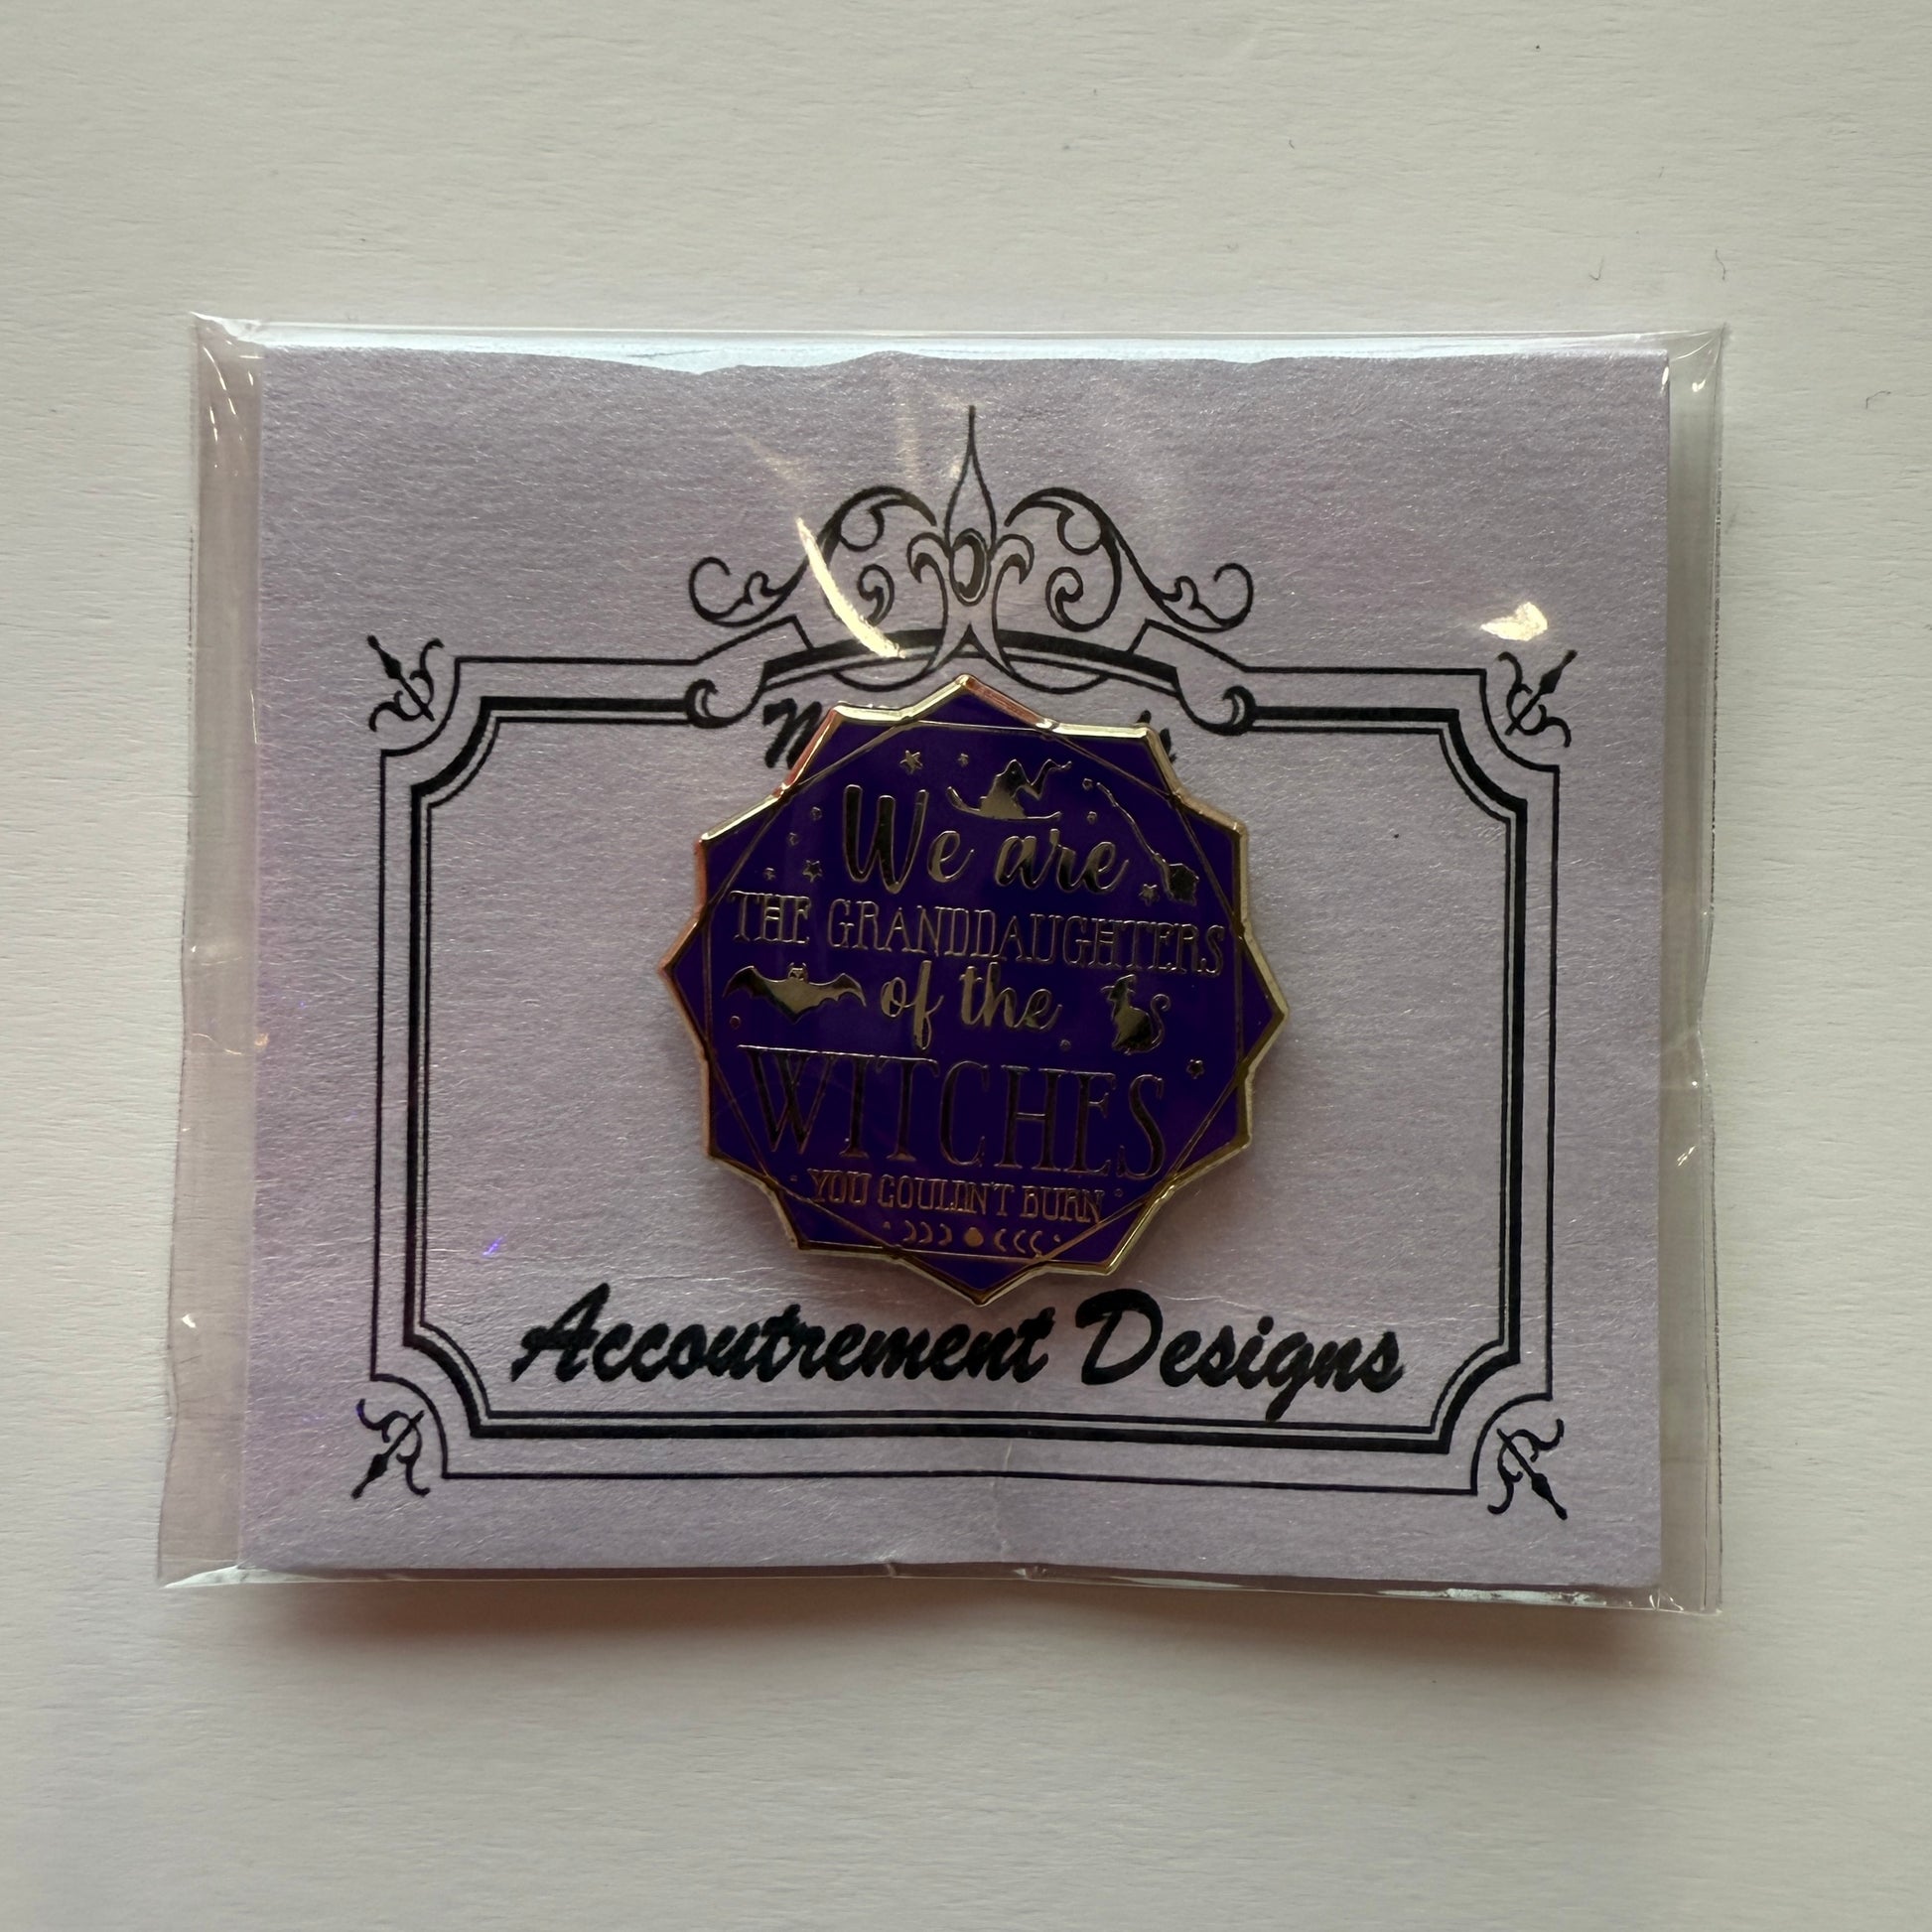 We are
THE GRANDDAUGHTERS
of the
WITCHES
YOU COULDN'T BURN
Accoutrement Designs